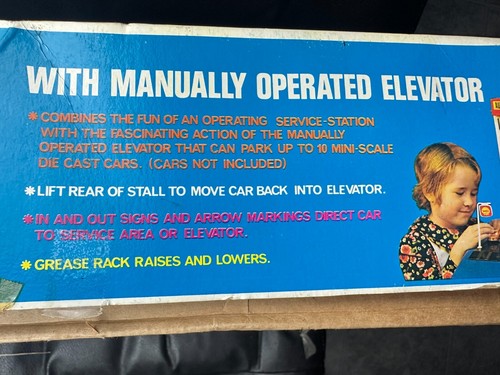 WITH MANUALLY OPERATED ELEVATOR
* COMBINES THE FUN OF AN OPERATING SERVICE-STATION
WITH THE FASCINATING ACTION OF THE MANUALLY
OPERATED ELEVATOR THAT CAN PARK UP TO 10 MINI-SCALE
DIE CAST CARS. (CARS NOT INCLUDED)
* LIFT REAR OF STALL TO MOVE CAR BACK INTO ELEVATOR.
* IN AND OUT SIGNS AND ARROW MARKINGS DIRECT CAR
TO SERVICE AREA OR ELEVATOR.
* GREASE RACK RAISES AND LOWERS.